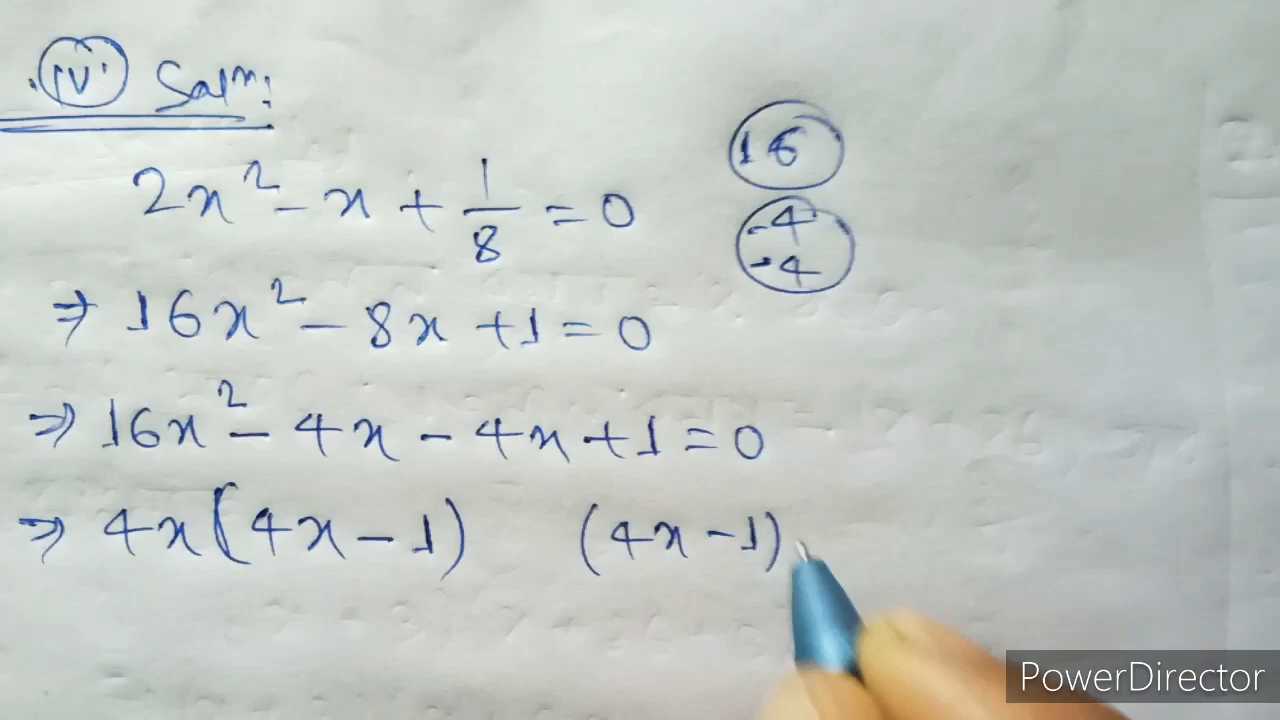 (iv) Solⁿ:
2x² - x + 1/8 = 0
16
-4
-4
⇒ 16x² - 8x + 1 = 0
⇒ 16x² - 4x - 4x + 1 = 0
⇒ 4x(4x - 1) (4x - 1)
PowerDirector